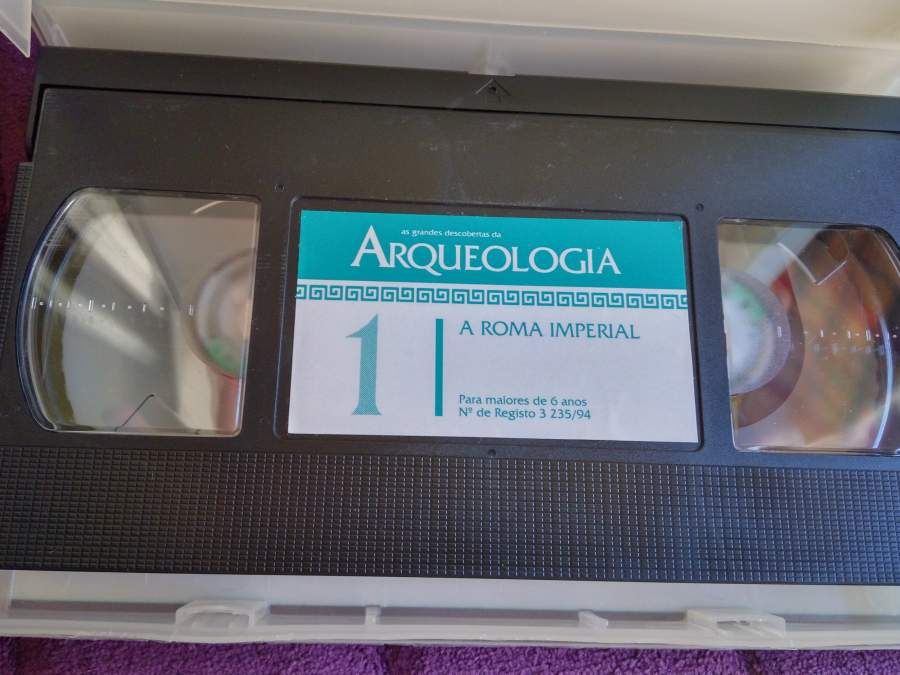 as grandes descobertas da
ARQUEOLOGIA
1
A ROMA IMPERIAL
Para maiores de 6 anos
Nº de Registo 3 235/94